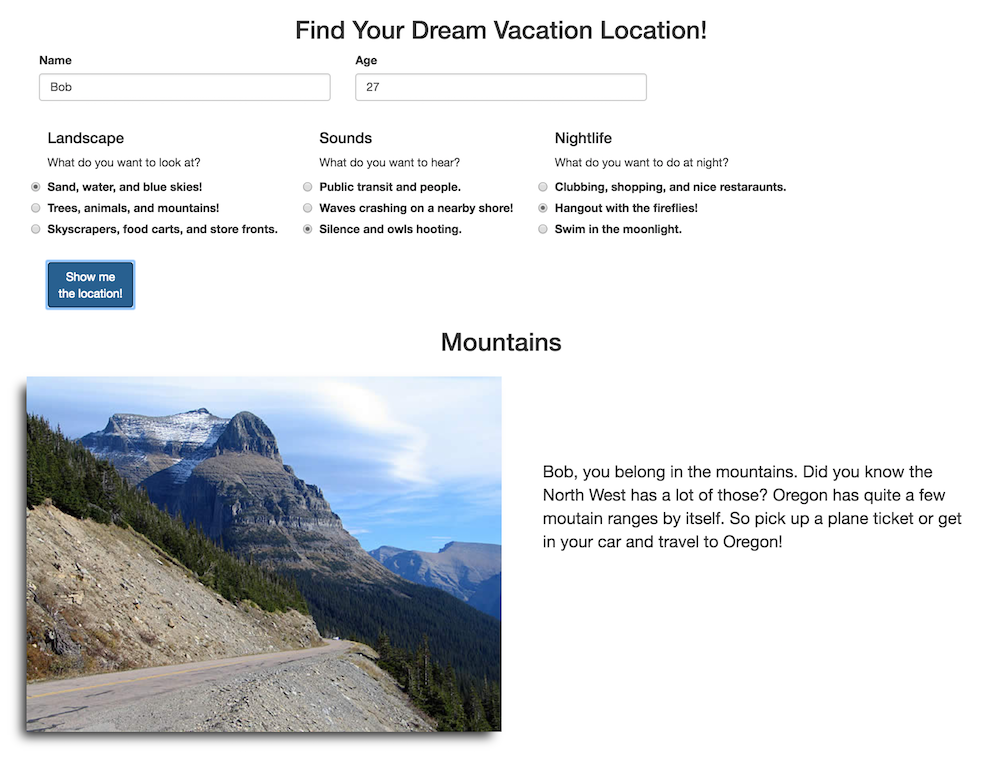 Find Your Dream Vacation Location!
Name
Age
Bob
27
Landscape
What do you want to look at?
Sand, water, and blue skies!
Trees, animals, and mountains!
Skyscrapers, food carts, and store fronts.
Sounds
What do you want to hear?
Public transit and people.
Waves crashing on a nearby shore!
Silence and owls hooting.
Nightlife
What do you want to do at night?
Clubbing, shopping, and nice restaraunts.
Hangout with the fireflies!
Swim in the moonlight.
Show me
the location!
Mountains
Bob, you belong in the mountains. Did you know the
North West has a lot of those? Oregon has quite a few
moutain ranges by itself. So pick up a plane ticket or get
in your car and travel to Oregon!